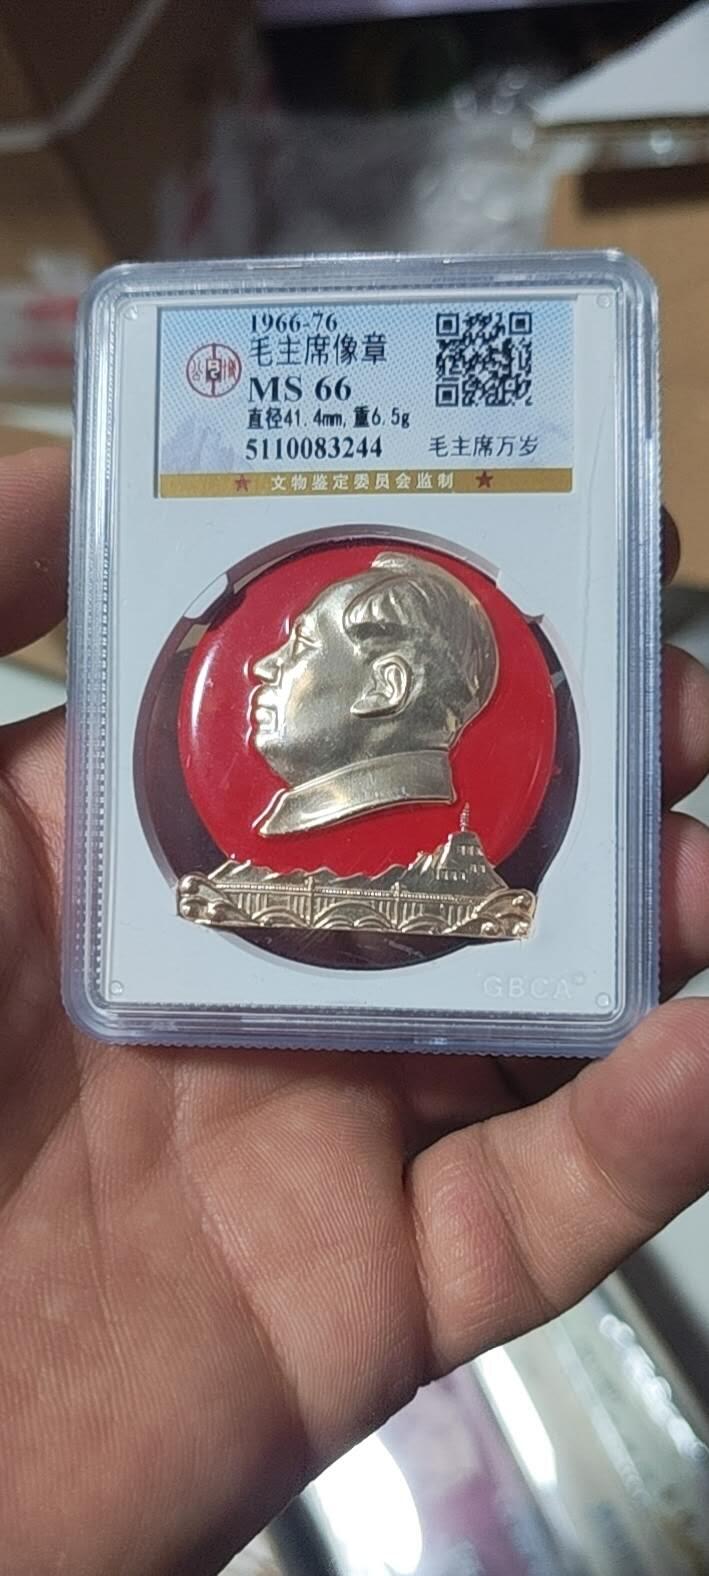 1966-76
毛主席像章
MS 66
直径41.4mm,重6.5g
5110083244 毛主席万岁
文物鉴定委员会监制
GBCA